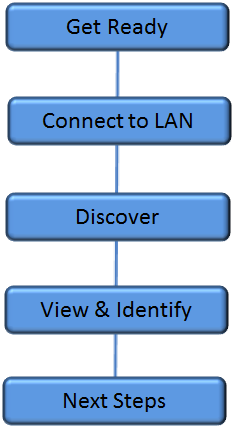 Get Ready
Connect to LAN
Discover
View & Identify
Next Steps